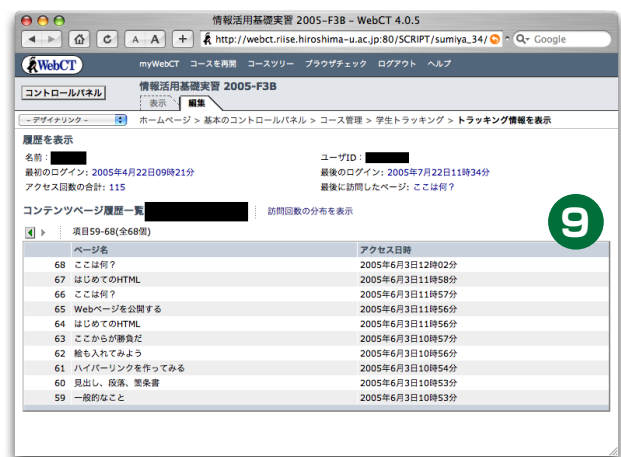 情報活用基礎実習 2005-F3B – WebCT 4.0.5
A A + http://webct.riise.hiroshima-u.ac.jp:80/SCRIPT/sumiya_34/ Q Google
WebCT myWebCT コースを再開 コースツリー ブラウザチェック ログアウト ヘルプ
コントロールパネル 情報活用基礎実習 2005-F3B
表示 編集
- デザイナリンク - ホームページ > 基本のコントロールパネル > コース管理 > 学生トラッキング > トラッキング情報を表示
履歴を表示
名前: ユーザID:
最初のログイン: 2005年4月22日09時21分 最後のログイン: 2005年7月22日11時34分
アクセス回数の合計: 115 最後に訪問したページ: ここは何？
コンテンツページ履歴一覧 訪問回数の分布を表示
9
項目59-68(全68個)
ページ名 アクセス日時
68 ここは何？ 2005年6月3日12時02分
67 はじめてのHTML 2005年6月3日11時58分
66 ここは何？ 2005年6月3日11時57分
65 Webページを公開する 2005年6月3日11時56分
64 はじめてのHTML 2005年6月3日11時56分
63 ここからが勝負だ 2005年6月3日10時57分
62 絵も入れてみよう 2005年6月3日10時56分
61 ハイパーリンクを作ってみる 2005年6月3日10時54分
60 見出し、段落、箇条書 2005年6月3日10時53分
59 一般的なこと 2005年6月3日10時53分